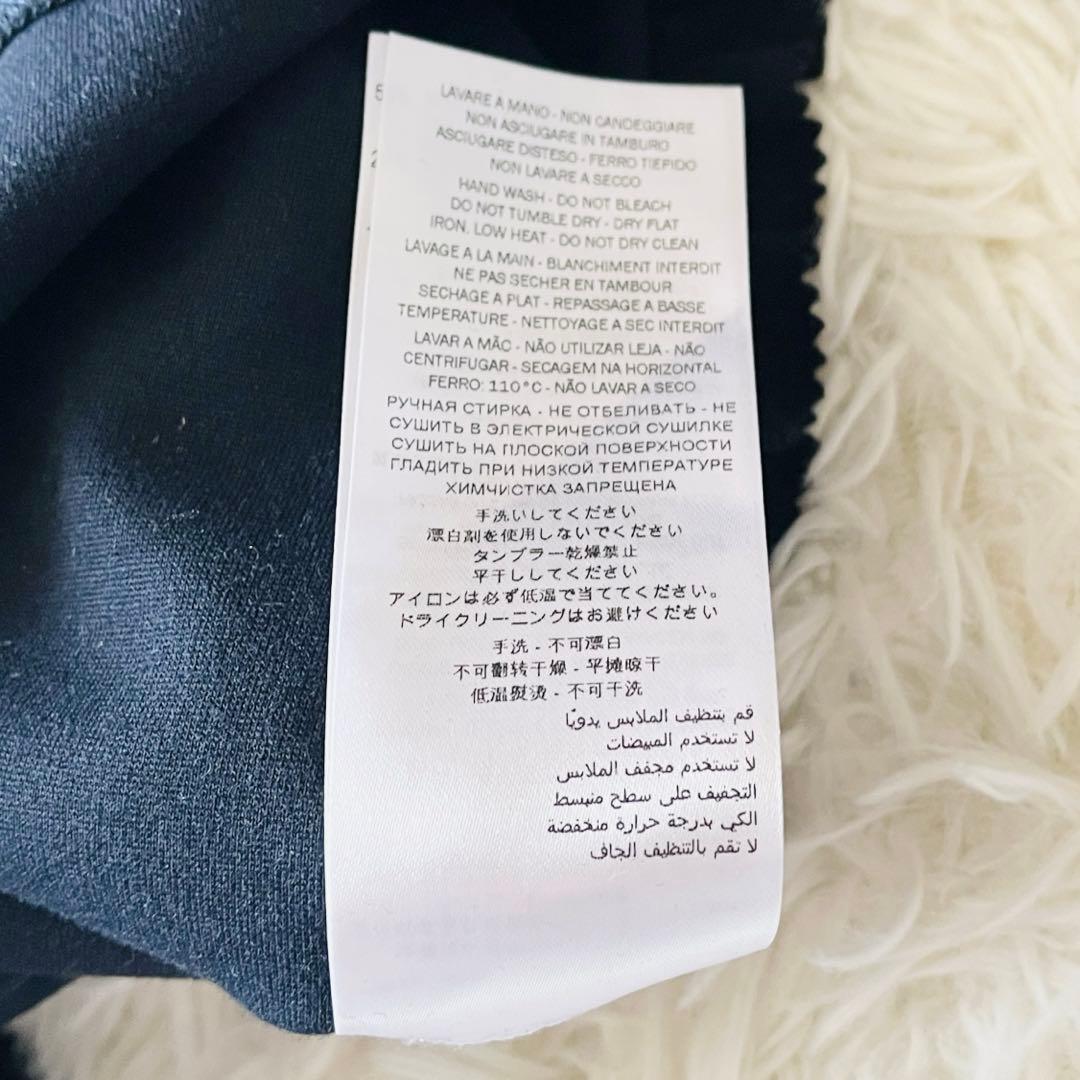 LAVARE A MANO - NON CANDEGGIARE
NON ASCIUGARE IN TAMBURO
ASCIUGARE DISTESO - FERRO TIEPIDO
NON LAVARE A SECCO
HAND WASH - DO NOT BLEACH
DO NOT TUMBLE DRY - DRY FLAT
IRON, LOW HEAT - DO NOT DRY CLEAN
LAVAGE A LA MAIN - BLANCHIMENT INTERDIT
NE PAS SECHER EN TAMBOUR
SECHAGE A PLAT - REPASSAGE A BASSE
TEMPERATURE - NETTOYAGE A SEC INTERDIT
LAVAR A MÃC - NÃO UTILIZAR LEJA - NÃO
CENTRIFUGAR - SECAGEM NA HORIZONTAL
FERRO: 110°C - NÃO LAVAR A SECO
РУЧНАЯ СТИРКА - НЕ ОТБЕЛИВАТЬ - НЕ
СУШИТЬ В ЭЛЕКТРИЧЕСКОЙ СУШИЛКЕ
СУШИТЬ НА ПЛОСКОЙ ПОВЕРХНОСТИ
ГЛАДИТЬ ПРИ НИЗКОЙ ТЕМПЕРАТУРЕ
ХИМЧИСТКА ЗАПРЕЩЕНА
手洗いしてください
漂白剤を使用しないでください
タンブラー乾燥禁止
平干ししてください
アイロンは必ず低温で当ててください。
ドライクリーニングはお避けください
手洗 - 不可漂白
不可翻转干燥 - 平摊晾干
低温熨烫 - 不可干洗
قم بتنظيف الملابس يدويًا
لا تستخدم المبيضات
لا تستخدم مجفف الملابس
التجفيف على سطح منبسط
الكي بدرجة حرارة منخفضة
لا تقم بالتنظيف الجاف